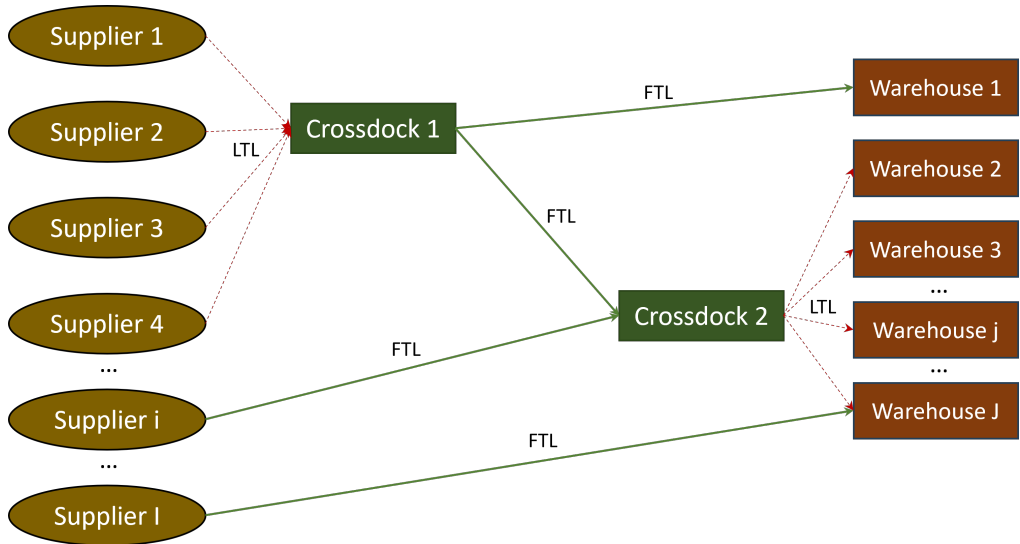 Supplier 1
Supplier 2
Supplier 3
Supplier 4
...
Supplier i
...
Supplier I
LTL
Crossdock 1
FTL
FTL
FTL
FTL
Crossdock 2
LTL
Warehouse 1
Warehouse 2
Warehouse 3
...
Warehouse j
...
Warehouse J